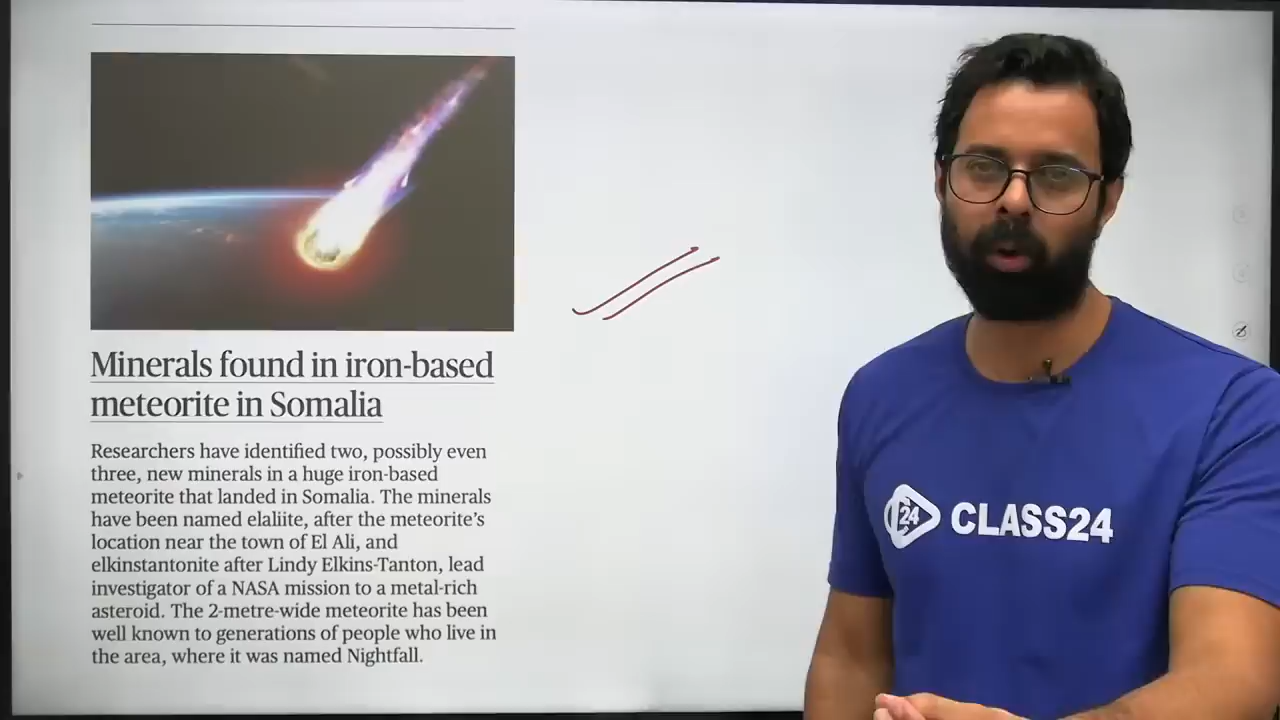 Minerals found in iron-based
meteorite in Somalia
Researchers have identified two, possibly even
three, new minerals in a huge iron-based
meteorite that landed in Somalia. The minerals
have been named elaliite, after the meteorite's
location near the town of El Ali, and
elkinstantonite after Lindy Elkins-Tanton, lead
investigator of a NASA mission to a metal-rich
asteroid. The 2-metre-wide meteorite has been
well known to generations of people who live in
the area, where it was named Nightfall.
24 CLASS24